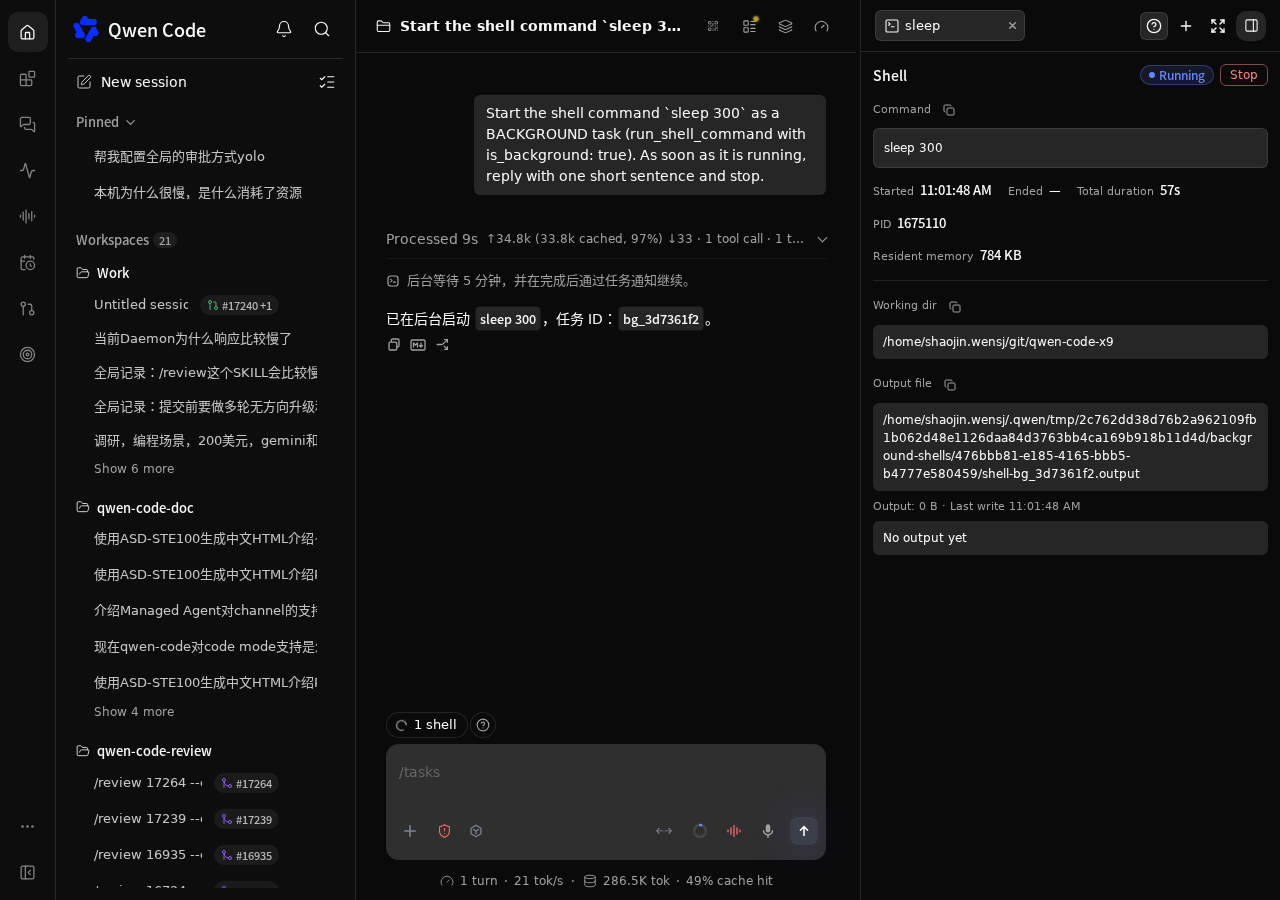 Qwen Code
New session
Pinned
帮我配置全局的审批方式yolo
本机为什么很慢，是什么消耗了资源
Workspaces 21
Work
Untitled sessic #17240 +1
当前Daemon为什么响应比较慢了
全局记录：/review这个SKILL会比较慢
全局记录：提交前要做多轮无方向升级
调研，编程场景，200美元，gemini和
Show 6 more
qwen-code-doc
使用ASD-STE100生成中文HTML介绍
使用ASD-STE100生成中文HTML介绍
介绍Managed Agent对channel的支持
现在qwen-code对code mode支持是
使用ASD-STE100生成中文HTML介绍
Show 4 more
qwen-code-review
/review 17264 -- #17264
/review 17239 -- #17239
/review 16935 -- #16935
Start the shell command `sleep 3...
Start the shell command `sleep 300` as a
BACKGROUND task (run_shell_command with
is_background: true). As soon as it is running,
reply with one short sentence and stop.
Processed 9s ↑34.8k (33.8k cached, 97%) ↓33 · 1 tool call · 1 t...
后台等待 5 分钟，并在完成后通过任务通知继续。
已在后台启动 sleep 300，任务 ID：bg_3d7361f2。
1 shell
/tasks
1 turn · 21 tok/s · 286.5K tok · 49% cache hit
sleep
Shell
Running
Stop
Command
sleep 300
Started 11:01:48 AM Ended — Total duration 57s
PID 1675110
Resident memory 784 KB
Working dir
/home/shaojin.wensj/git/qwen-code-x9
Output file
/home/shaojin.wensj/.qwen/tmp/2c762dd38d76b2a962109fb
1b062d48e1126daa84d3763bb4ca169b918b11d4d/backgr
ound-shells/476bbb81-e185-4165-bbb5-
b4777e580459/shell-bg_3d7361f2.output
Output: 0 B · Last write 11:01:48 AM
No output yet